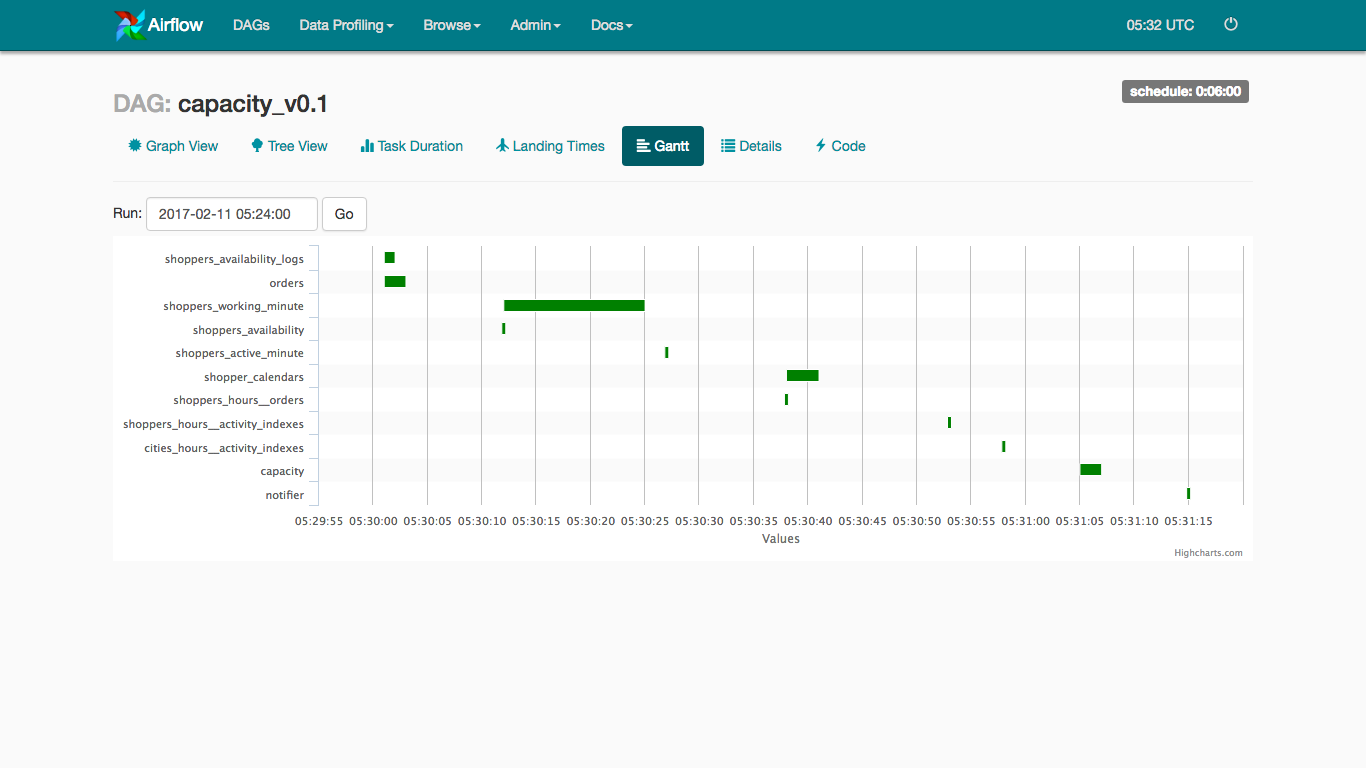 Airflow DAGs Data Profiling Browse Admin Docs 05:32 UTC
DAG: capacity_v0.1
schedule: 0:06:00
Graph View Tree View Task Duration Landing Times Gantt Details Code
Run: 2017-02-11 05:24:00 Go
shoppers_availability_logs
orders
shoppers_working_minute
shoppers_availability
shoppers_active_minute
shopper_calendars
shoppers_hours__orders
shoppers_hours__activity_indexes
cities_hours__activity_indexes
capacity
notifier
05:29:55 05:30:00 05:30:05 05:30:10 05:30:15 05:30:20 05:30:25 05:30:30 05:30:35 05:30:40 05:30:45 05:30:50 05:30:55 05:31:00 05:31:05 05:31:10 05:31:15
Values
Highcharts.com